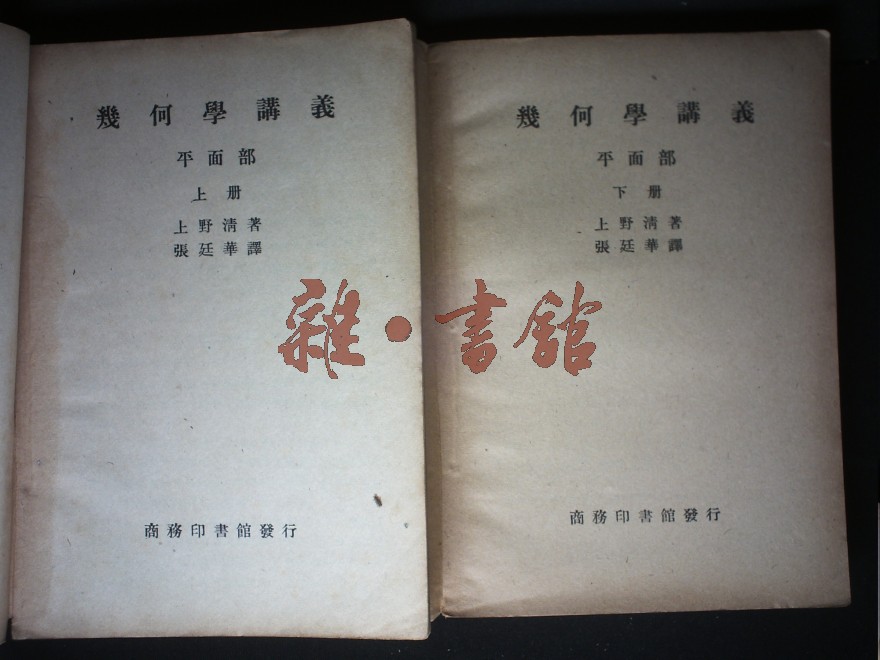 幾何學講義
平面部
上册
上野清著
張廷華譯
商務印書館發行
幾何學講義
平面部
下册
上野清著
張廷華譯
商務印書館發行
雜·書館